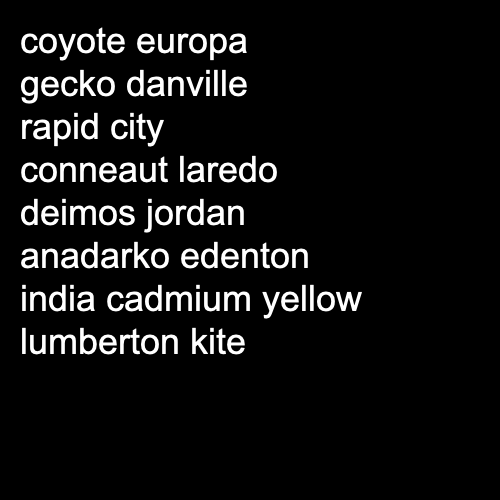 coyote europa
gecko danville
rapid city
conneaut laredo
deimos jordan
anadarko edenton
india cadmium yellow
lumberton kite